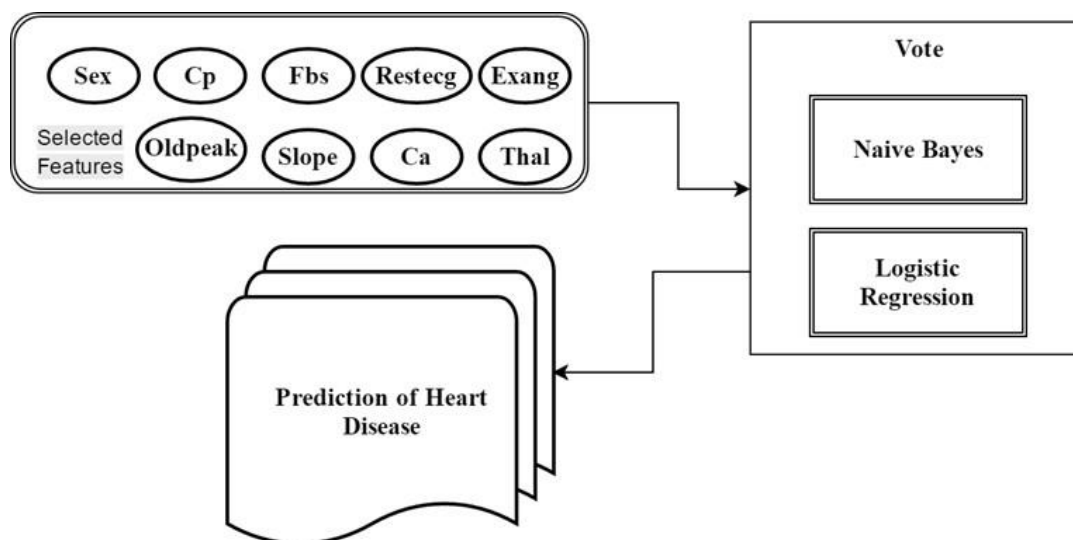 Sex Cp Fbs Restecg Exang
Selected
Features
Oldpeak Slope Ca Thal
Vote
Naive Bayes
Logistic
Regression
Prediction of Heart
Disease